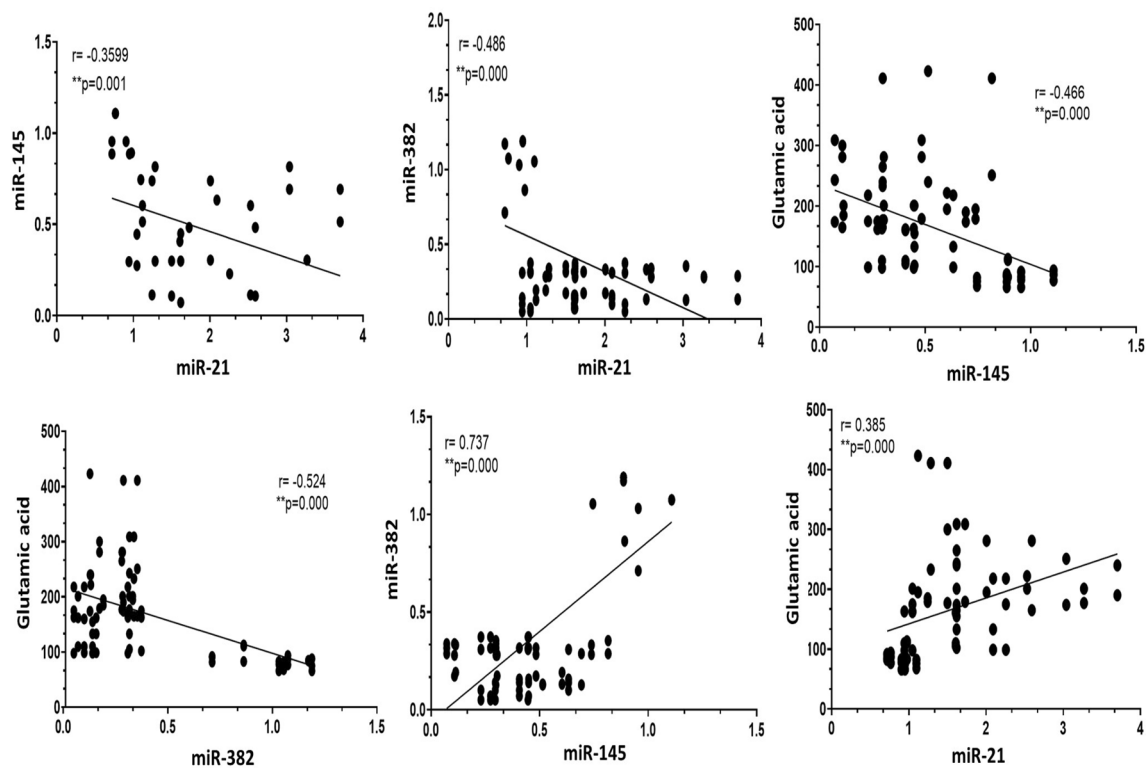 1.5
r= -0.3599
**p=0.001
miR-145
1.0
0.5
0.0
0
1
2
3
4
miR-21
2.0
r= -0.486
**p=0.000
1.5
miR-382
1.0
0.5
0.0
0
1
2
3
4
miR-21
500
400
r= -0.466
**p=0.000
Glutamic acid
300
200
100
0
0.0
0.5
1.0
1.5
miR-145
500
400
r= -0.524
**p=0.000
Glutamic acid
300
200
100
0
0.0
0.5
1.0
1.5
miR-382
1.5
r= 0.737
**p=0.000
miR-382
1.0
0.5
0.0
0.0
0.5
1.0
1.5
miR-145
500
r= 0.385
**p=0.000
400
Glutamic acid
300
200
100
0
0
1
2
3
4
miR-21